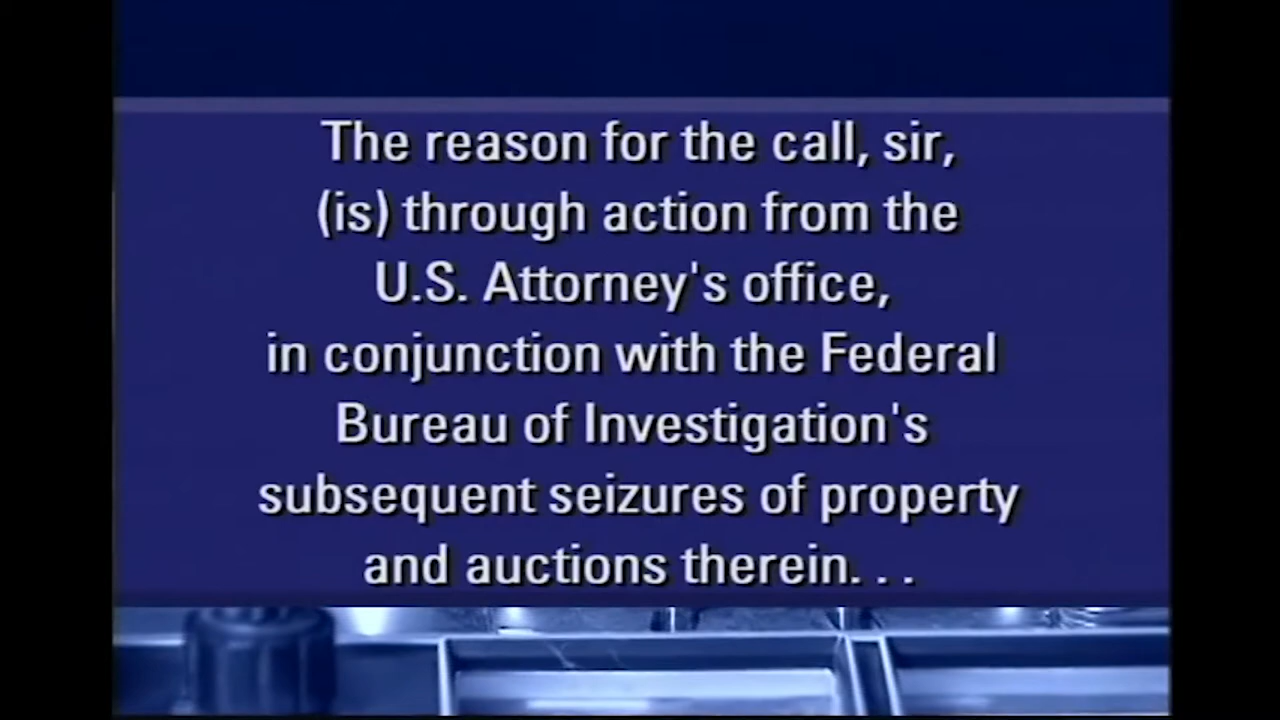 The reason for the call, sir,
(is) through action from the
U.S. Attorney's office,
in conjunction with the Federal
Bureau of Investigation's
subsequent seizures of property
and auctions therein. . .